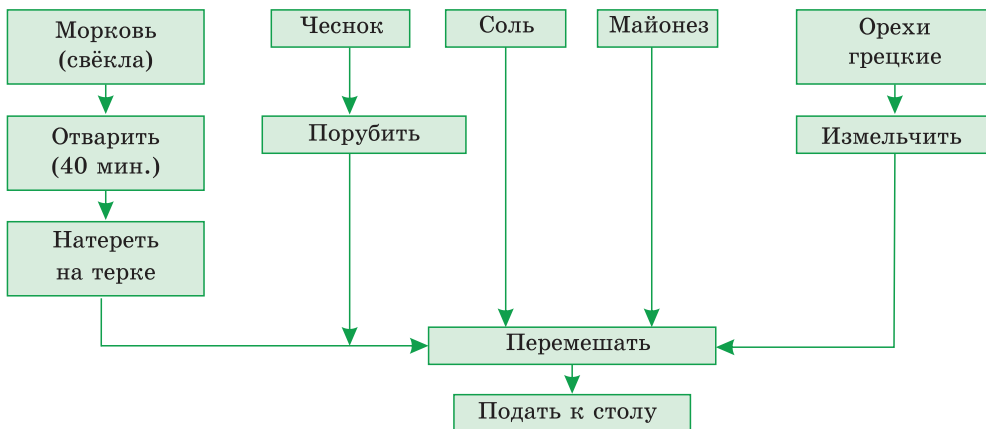 Морковь
(свёкла)
Чеснок
Соль
Майонез
Орехи
грецкие
Отварить
(40 мин.)
Порубить
Измельчить
Натереть
на терке
Перемешать
Подать к столу